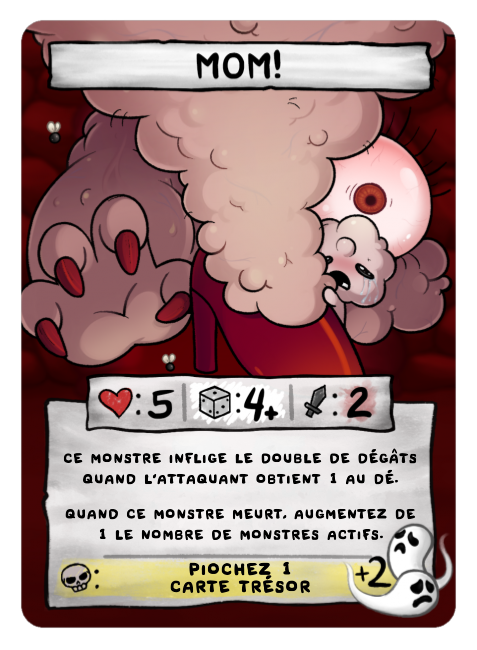 MOM!
:5 :4+ :2
CE MONSTRE INFLIGE LE DOUBLE DE DÉGÂTS
QUAND L'ATTAQUANT OBTIENT 1 AU DÉ.
QUAND CE MONSTRE MEURT, AUGMENTEZ DE
1 LE NOMBRE DE MONSTRES ACTIFS.
: PIOCHEZ 1
CARTE TRÉSOR
+2